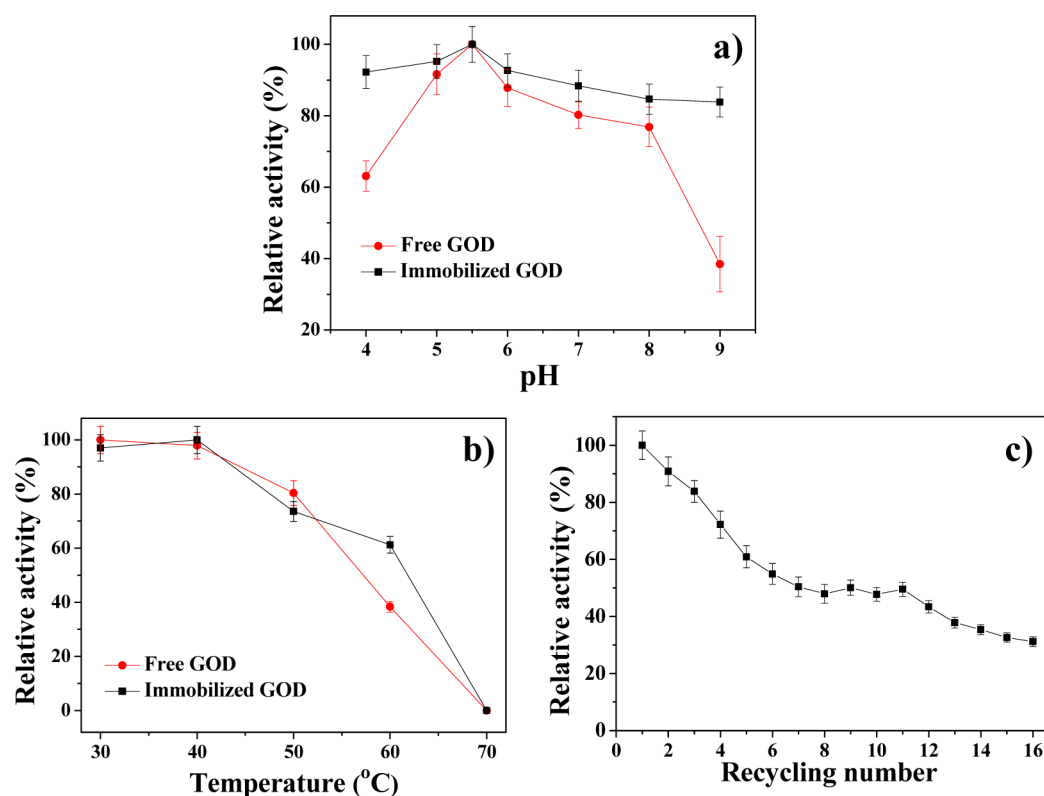 a)
Relative activity (%)
100
80
60
40
20
Free GOD
Immobilized GOD
4 5 6 7 8 9
pH
b)
Relative activity (%)
100
80
60
40
20
0
Free GOD
Immobilized GOD
30 40 50 60 70
Temperature (°C)
c)
Relative activity (%)
100
80
60
40
20
0
0 2 4 6 8 10 12 14 16
Recycling number